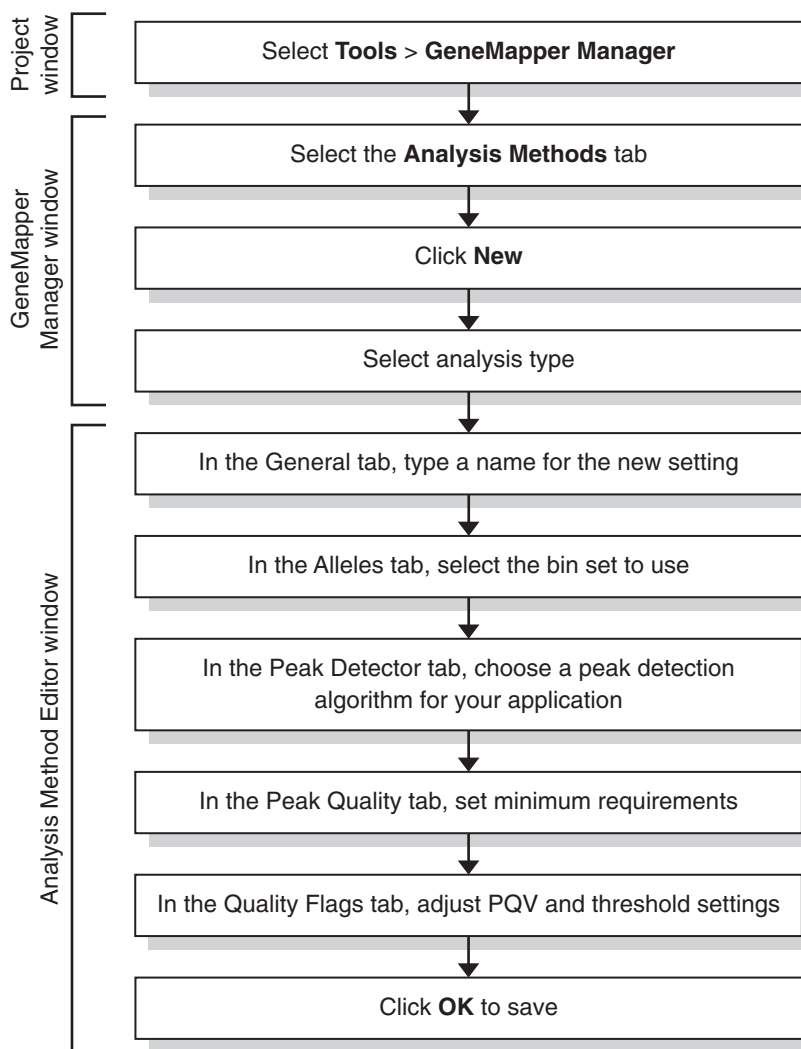 Project
window
Select Tools > GeneMapper Manager
GeneMapper
Manager window
Select the Analysis Methods tab
Click New
Select analysis type
Analysis Method Editor window
In the General tab, type a name for the new setting
In the Alleles tab, select the bin set to use
In the Peak Detector tab, choose a peak detection
algorithm for your application
In the Peak Quality tab, set minimum requirements
In the Quality Flags tab, adjust PQV and threshold settings
Click OK to save